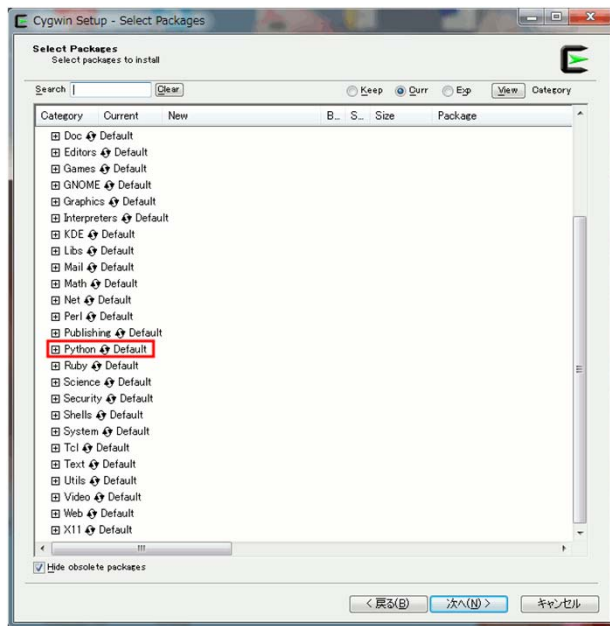 Cygwin Setup - Select Packages
Select Packages
Select packages to install
Search Clear Keep Curr Exp View Category
Category Current New B... S... Size Package
Doc Default
Editors Default
Games Default
GNOME Default
Graphics Default
Interpreters Default
KDE Default
Libs Default
Mail Default
Math Default
Net Default
Perl Default
Publishing Default
Python Default
Ruby Default
Science Default
Security Default
Shells Default
System Default
Tcl Default
Text Default
Utils Default
Video Default
Web Default
X11 Default
Hide obsolete packages
< 戻る(B) 次へ(N) > キャンセル